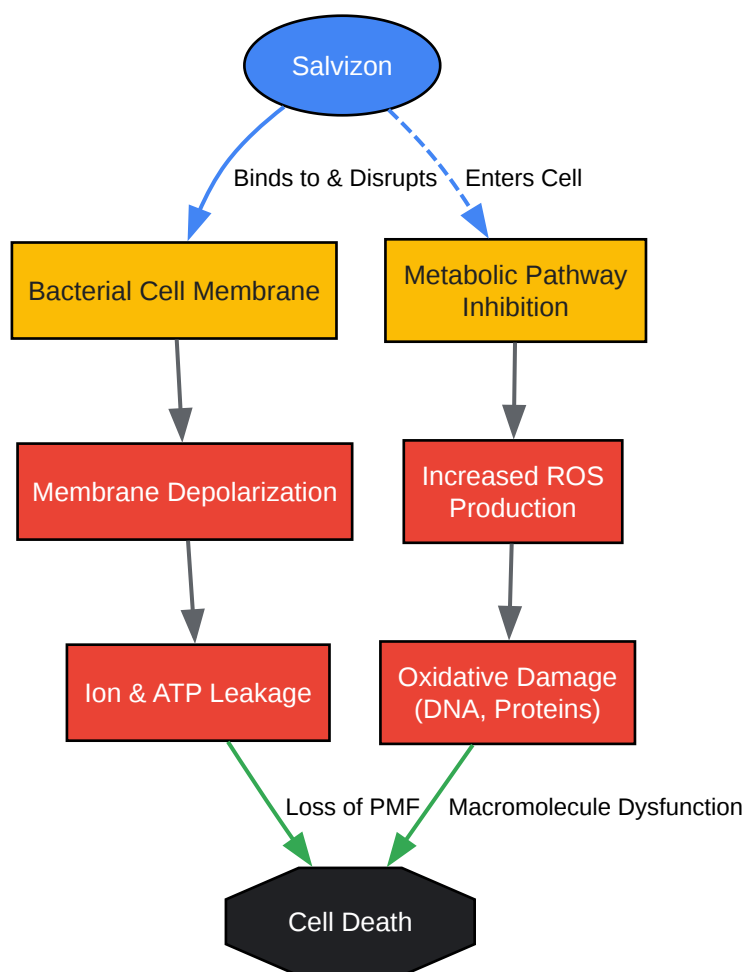 Salvizon
Binds to & Disrupts
Enters Cell
Bacterial Cell Membrane
Metabolic Pathway
Inhibition
Membrane Depolarization
Increased ROS
Production
Ion & ATP Leakage
Oxidative Damage
(DNA, Proteins)
Loss of PMF
Macromolecule Dysfunction
Cell Death